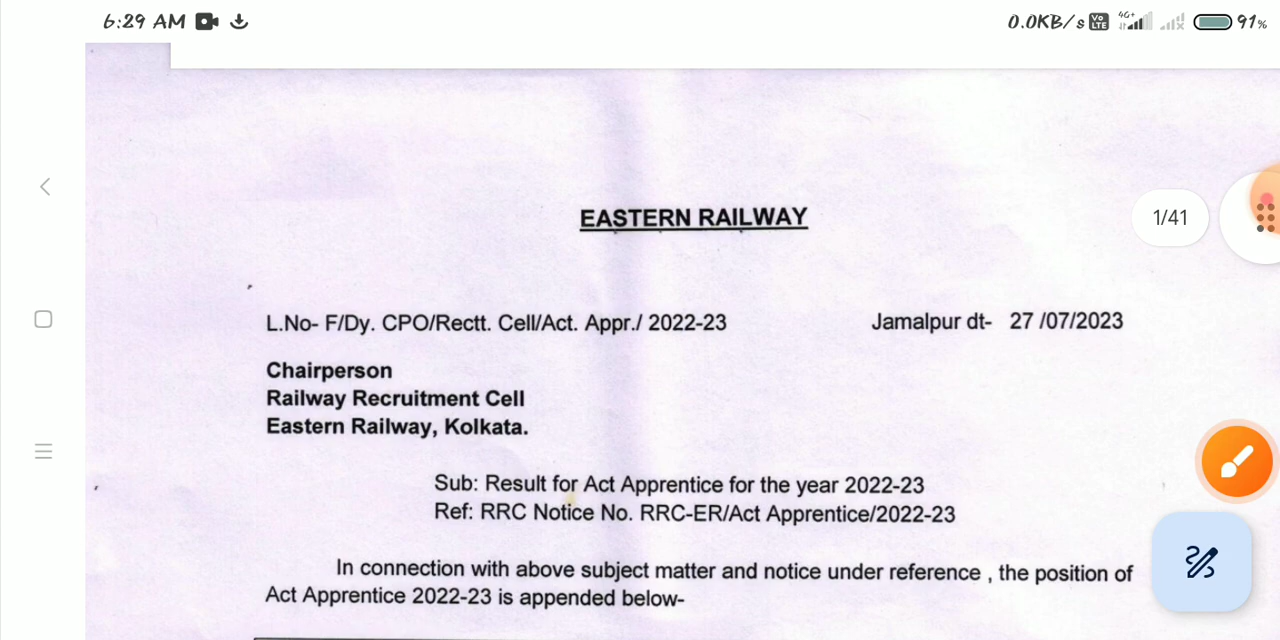 6:29 AM
0.0KB/s Vo LTE 4G+ 91%
EASTERN RAILWAY
1/41
L.No- F/Dy. CPO/Rectt. Cell/Act. Appr./ 2022-23
Jamalpur dt- 27 /07/2023
Chairperson
Railway Recruitment Cell
Eastern Railway, Kolkata.
Sub: Result for Act Apprentice for the year 2022-23
Ref: RRC Notice No. RRC-ER/Act Apprentice/2022-23
In connection with above subject matter and notice under reference , the position of
Act Apprentice 2022-23 is appended below-